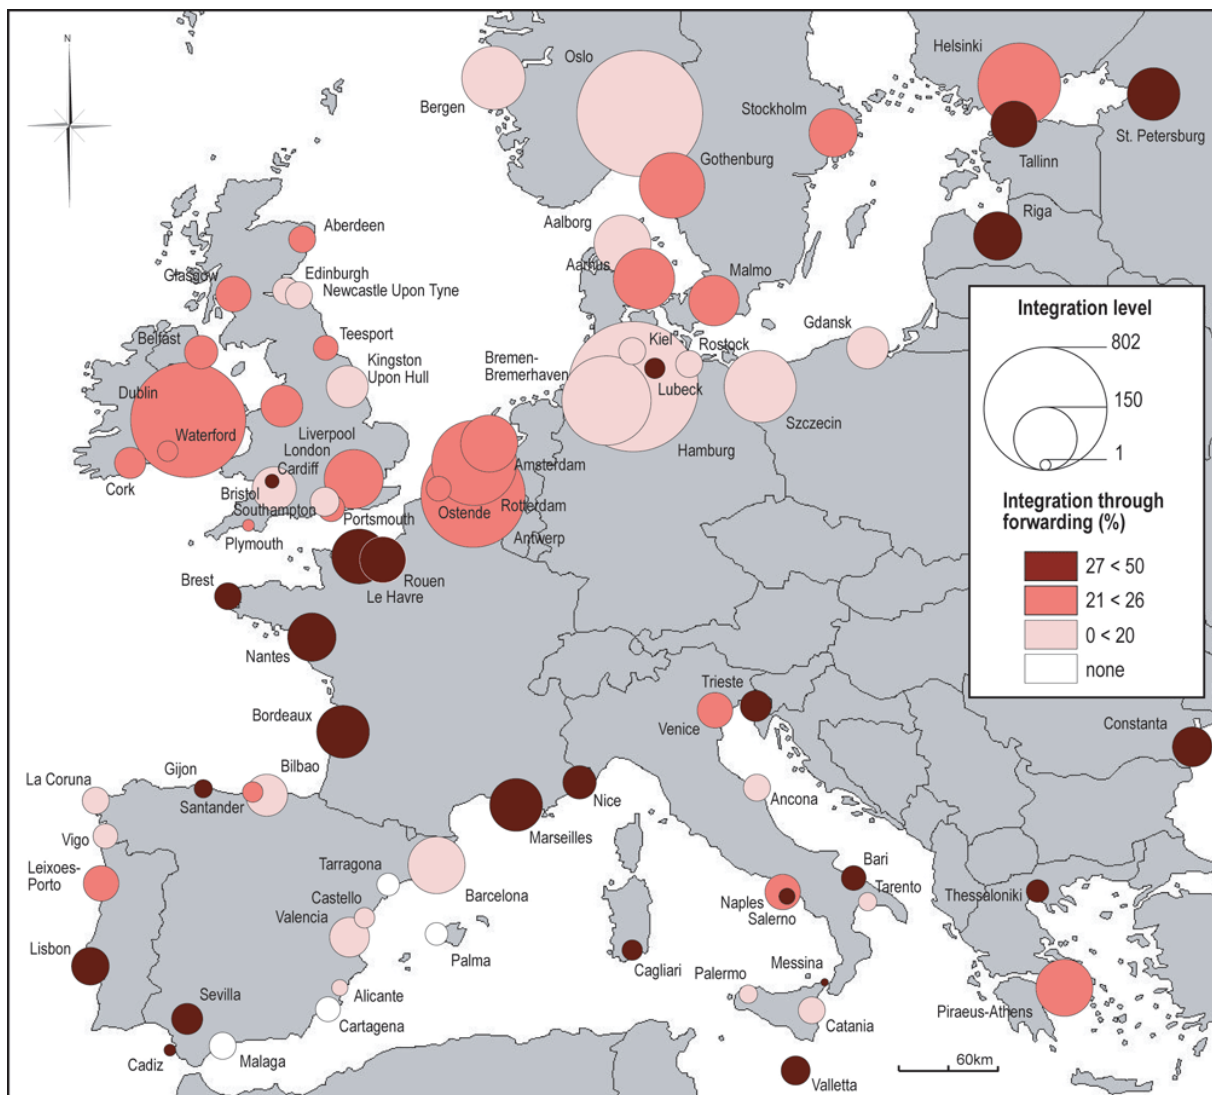 N
Oslo
Helsinki
Bergen
Stockholm
St. Petersburg
Tallinn
Gothenburg
Riga
Aalborg
Aberdeen
Aarhus
Malmo
Glasgow
Edinburgh
Newcastle Upon Tyne
Integration level
802
150
1
Gdansk
Teesport
Belfast
Kiel
Rostock
Kingston
Upon Hull
Bremen-
Bremerhaven
Lubeck
Dublin
Szczecin
Waterford
Liverpool
Hamburg
London
Cardiff
Amsterdam
Cork
Bristol
Southampton
Portsmouth
Ostende
Rotterdam
Antwerp
Plymouth
Integration through
forwarding (%)
27 < 50
21 < 26
0 < 20
none
Brest
Rouen
Le Havre
Nantes
Trieste
Venice
Bordeaux
Constanta
Gijon
Bilbao
La Coruna
Santander
Nice
Ancona
Marseilles
Vigo
Leixoes-
Porto
Tarragona
Bari
Castello
Barcelona
Tarento
Thessaloniki
Valencia
Naples
Salerno
Lisbon
Palma
Cagliari
Messina
Palermo
Sevilla
Alicante
Cartagena
Catania
Piraeus-Athens
Cadiz
Malaga
60km
Valletta